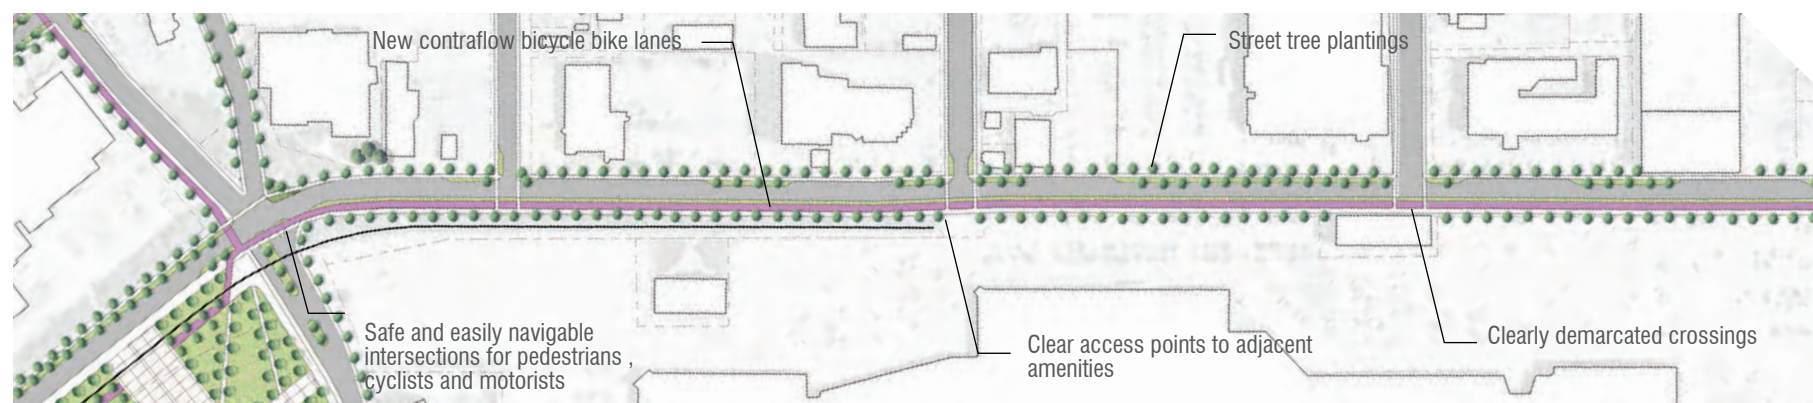 New contraflow bicycle bike lanes
Street tree plantings
Safe and easily navigable
intersections for pedestrians ,
cyclists and motorists
Clear access points to adjacent
amenities
Clearly demarcated crossings